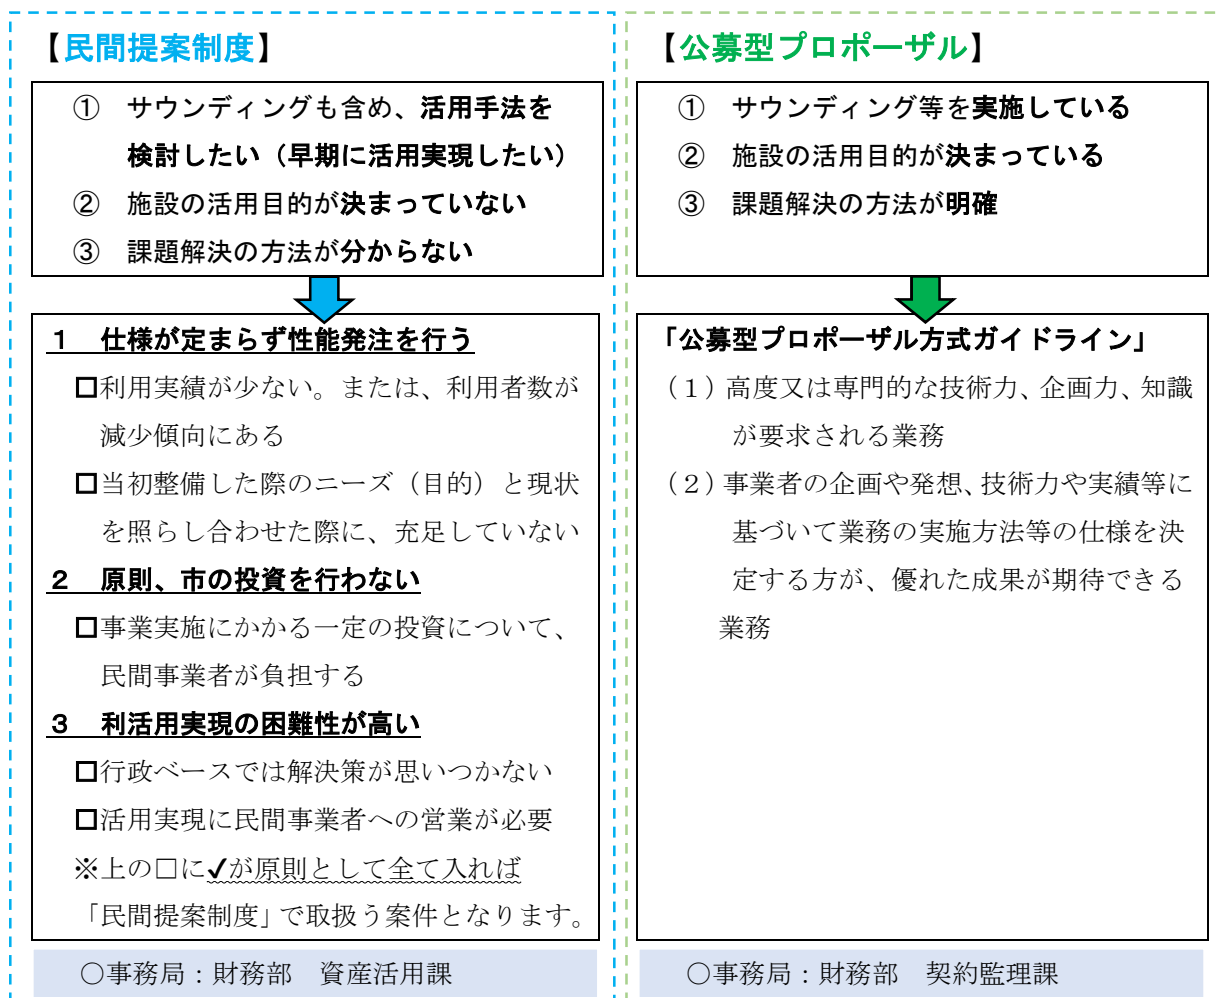 【民間提案制度】
① サウンディングも含め、活用手法を
検討したい（早期に活用実現したい）
② 施設の活用目的が決まっていない
③ 課題解決の方法が分からない
１ 仕様が定まらず性能発注を行う
□利用実績が少ない。または、利用者数が
減少傾向にある
□当初整備した際のニーズ（目的）と現状
を照らし合わせた際に、充足していない
２ 原則、市の投資を行わない
□事業実施にかかる一定の投資について、
民間事業者が負担する
３ 利活用実現の困難性が高い
□行政ベースでは解決策が思いつかない
□活用実現に民間事業者への営業が必要
※上の□に✓が原則として全て入れば
「民間提案制度」で取扱う案件となります。
○事務局：財務部 資産活用課
【公募型プロポーザル】
① サウンディング等を実施している
② 施設の活用目的が決まっている
③ 課題解決の方法が明確
「公募型プロポーザル方式ガイドライン」
（１）高度又は専門的な技術力、企画力、知識
が要求される業務
（２）事業者の企画や発想、技術力や実績等に
基づいて業務の実施方法等の仕様を決
定する方が、優れた成果が期待できる
業務
○事務局：財務部 契約監理課